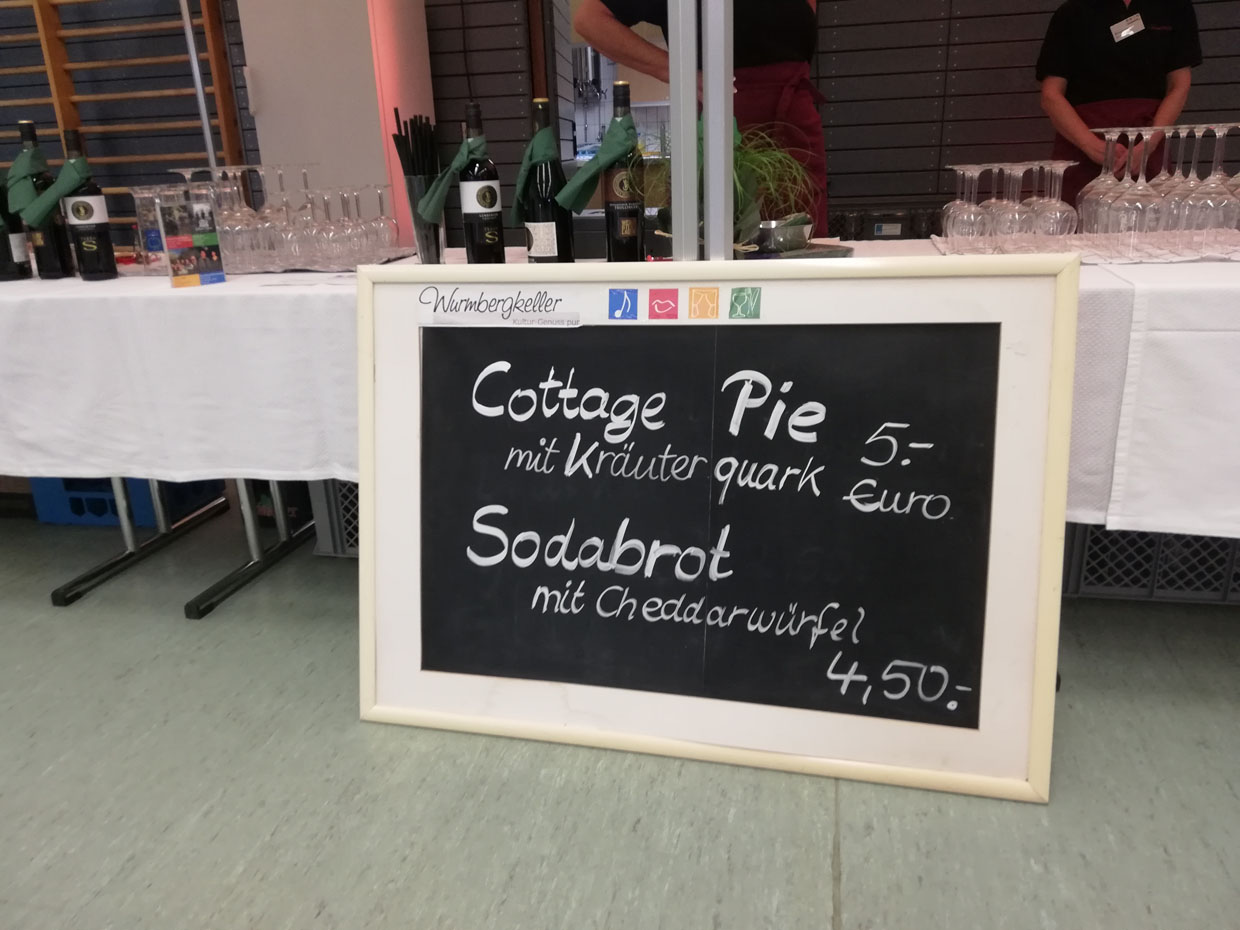 Wurmbergkeller
Kultur-Genuss pur
Cottage Pie
mit Kräuterquark
5.-
Euro
Sodabrot
mit Cheddarwürfel
4,50.-
S
S